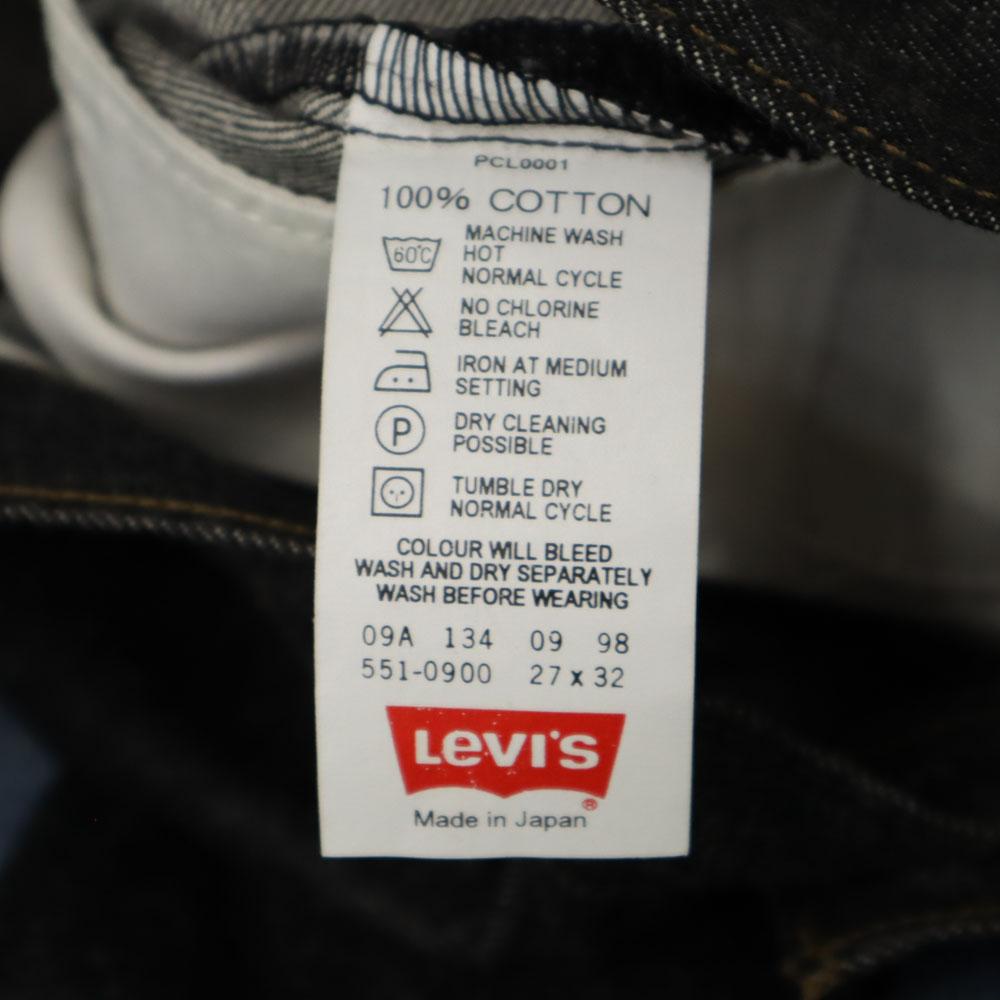 PCL0001
100% COTTON
60°C
MACHINE WASH
HOT
NORMAL CYCLE
NO CHLORINE
BLEACH
IRON AT MEDIUM
SETTING
P
DRY CLEANING
POSSIBLE
TUMBLE DRY
NORMAL CYCLE
COLOUR WILL BLEED
WASH AND DRY SEPARATELY
WASH BEFORE WEARING
09A 134 09 98
551-0900 27 x 32
LEVI'S ®
Made in Japan